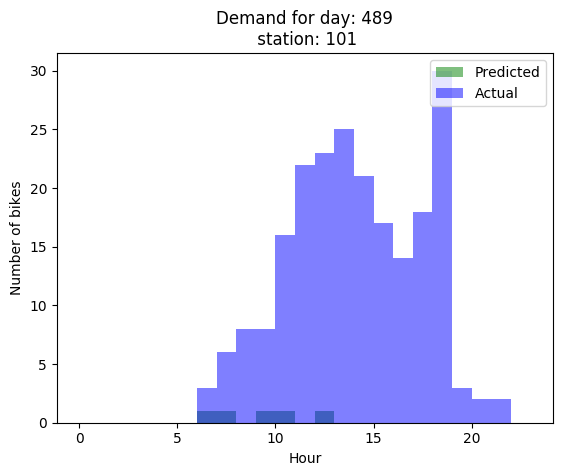 Demand for day: 489
station: 101
Predicted
Actual
30
25
20
15
10
5
0
Number of bikes
0 5 10 15 20
Hour